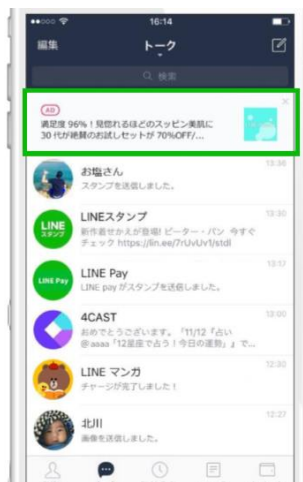 16:14
編集
トーク
検索
AD
満足度 96%！見惚れるほどのスッピン美肌に
30 代が絶賛のお試しセットが 70%OFF/...
お塩さん
13:36
スタンプを送信しました。
LINE
スタンプ
LINEスタンプ
13:30
新作着せかえが登場! ピーター・パン 今すぐ
チェック https://lin.ee/7rUvUv1/stdl
LINE Pay
LINE Pay
13:17
LINE pay がスタンプを送信しました。
4CAST
13:00
おめでとうございます。「11/12『占い
@aaaa「12星座で占う！今日の運勢」』で...
LINE マンガ
12:30
チャージが完了しました！
北川
12:27
画像を送信しました。